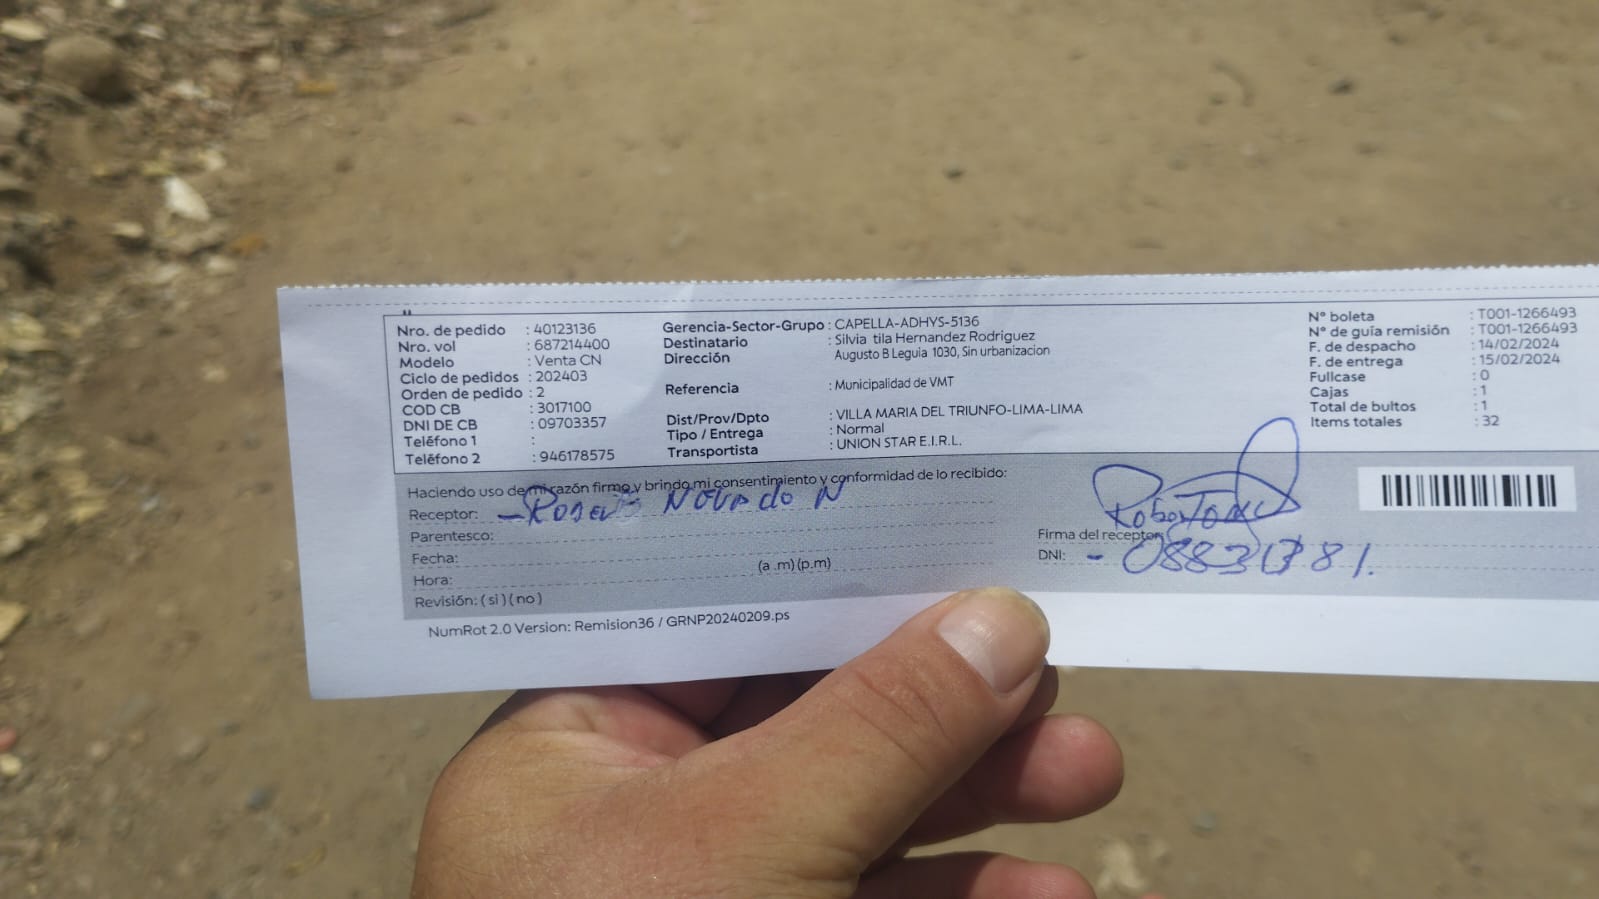 Nro. de pedido : 40123136
Nro. vol : 687214400
Modelo : Venta CN
Ciclo de pedidos : 202403
Orden de pedido : 2
COD CB : 3017100
DNI DE CB : 09703357
Teléfono 1 :
Teléfono 2 : 946178575
Gerencia-Sector-Grupo : CAPELLA-ADHYS-5136
Destinatario : Silvia tila Hernandez Rodriguez
Dirección Augusto B Leguia 1030, Sin urbanizacion
Referencia : Municipalidad de VMT
Dist/Prov/Dpto : VILLA MARIA DEL TRIUNFO-LIMA-LIMA
Tipo / Entrega : Normal
Transportista : UNION STAR E.I.R.L.
N° boleta : T001-1266493
N° de guía remisión : T001-1266493
F. de despacho : 14/02/2024
F. de entrega : 15/02/2024
Fullcase : 0
Cajas : 1
Total de bultos : 1
Items totales : 32
Haciendo uso de mi razón firmo y brindo mi consentimiento y conformidad de lo recibido:
Receptor: - N
Parentesco:
Fecha:
Hora: (a .m) (p.m)
Revisión: ( si ) ( no )
Firma del receptor
DNI: -
NumRot 2.0 Version: Remision36 / GRNP20240209.ps